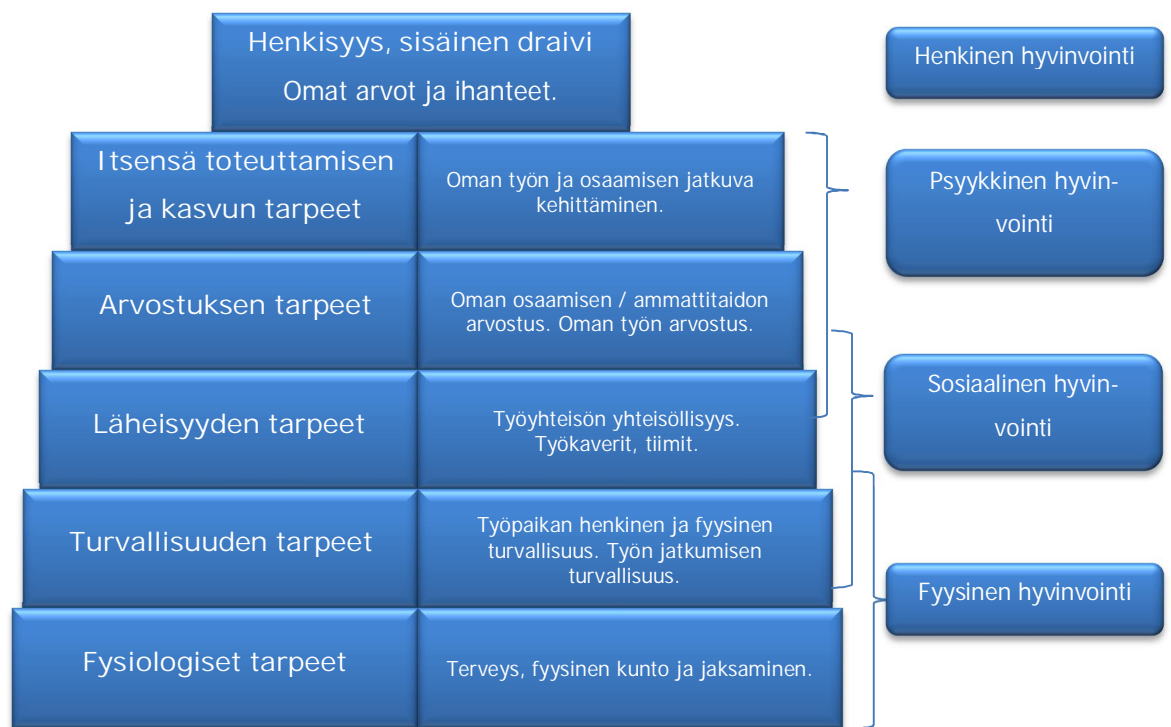 Henkisyys, sisäinen draivi
Omat arvot ja ihanteet.
Henkinen hyvinvointi
Itsensä toteuttamisen
ja kasvun tarpeet
Oman työn ja osaamisen jatkuva
kehittäminen.
Psyykkinen hyvin-
vointi
Arvostuksen tarpeet
Oman osaamisen / ammattitaidon
arvostus. Oman työn arvostus.
Läheisyyden tarpeet
Työyhteisön yhteisöllisyys.
Työkaverit, tiimit.
Sosiaalinen hyvin-
vointi
Turvallisuuden tarpeet
Työpaikan henkinen ja fyysinen
turvallisuus. Työn jatkumisen
turvallisuus.
Fyysinen hyvinvointi
Fysiologiset tarpeet
Terveys, fyysinen kunto ja jaksaminen.